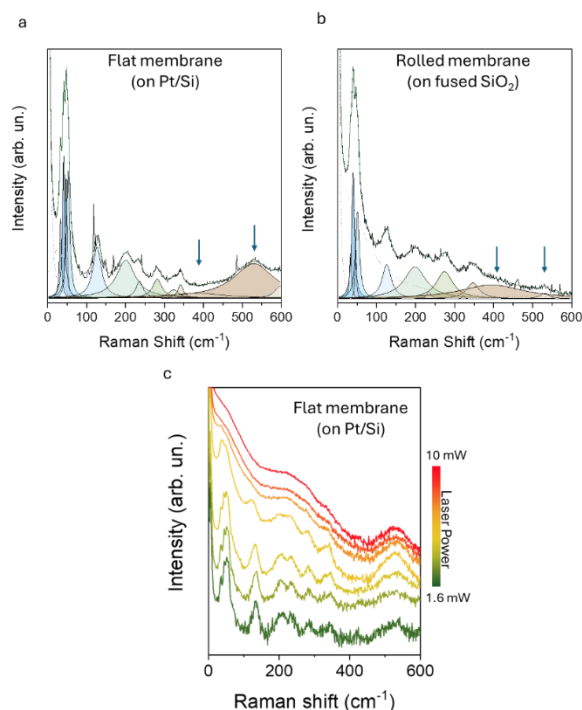 a
Flat membrane
(on Pt/Si)
Intensity (arb. un.)
0 100 200 300 400 500 600
Raman Shift (cm⁻¹)
b
Rolled membrane
(on fused SiO₂)
Intensity (arb. un.)
0 100 200 300 400 500 600
Raman Shift (cm⁻¹)
c
Flat membrane
(on Pt/Si)
10 mW
Laser Power
1.6 mW
Intensity (arb. un.)
0 200 400 600
Raman shift (cm⁻¹)